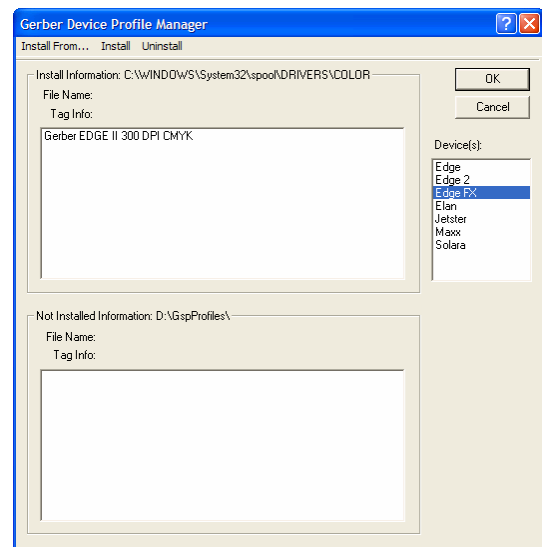 Gerber Device Profile Manager
Install From... Install Uninstall
Install Information: C:\WINDOWS\System32\spool\DRIVERS\COLOR
File Name:
Tag Info:
Gerber EDGE II 300 DPI CMYK
OK
Cancel
Device(s):
Edge
Edge 2
Edge FX
Elan
Jetster
Maxx
Solara
Not Installed Information: D:\GspProfiles\
File Name:
Tag Info: